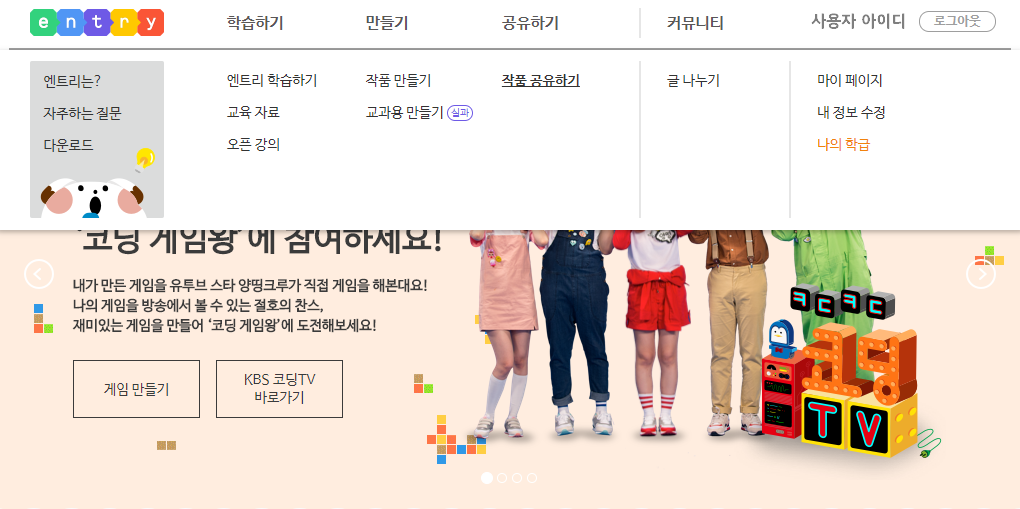 entry
학습하기 만들기 공유하기 커뮤니티 사용자 아이디 로그아웃
엔트리는?
자주하는 질문
다운로드
엔트리 학습하기
교육 자료
오픈 강의
작품 만들기
교과용 만들기 실과
작품 공유하기
글 나누기
마이 페이지
내 정보 수정
나의 학급
'코딩 게임왕'에 참여하세요!
내가 만든 게임을 유투브 스타 양띵크루가 직접 게임을 해본대요!
나의 게임을 방송에서 볼 수 있는 절호의 찬스,
재미있는 게임을 만들어 ‘코딩 게임왕’에 도전해보세요!
게임 만들기
KBS 코딩TV
바로가기
ㅋㄷㅋㄷ
코딩
TV